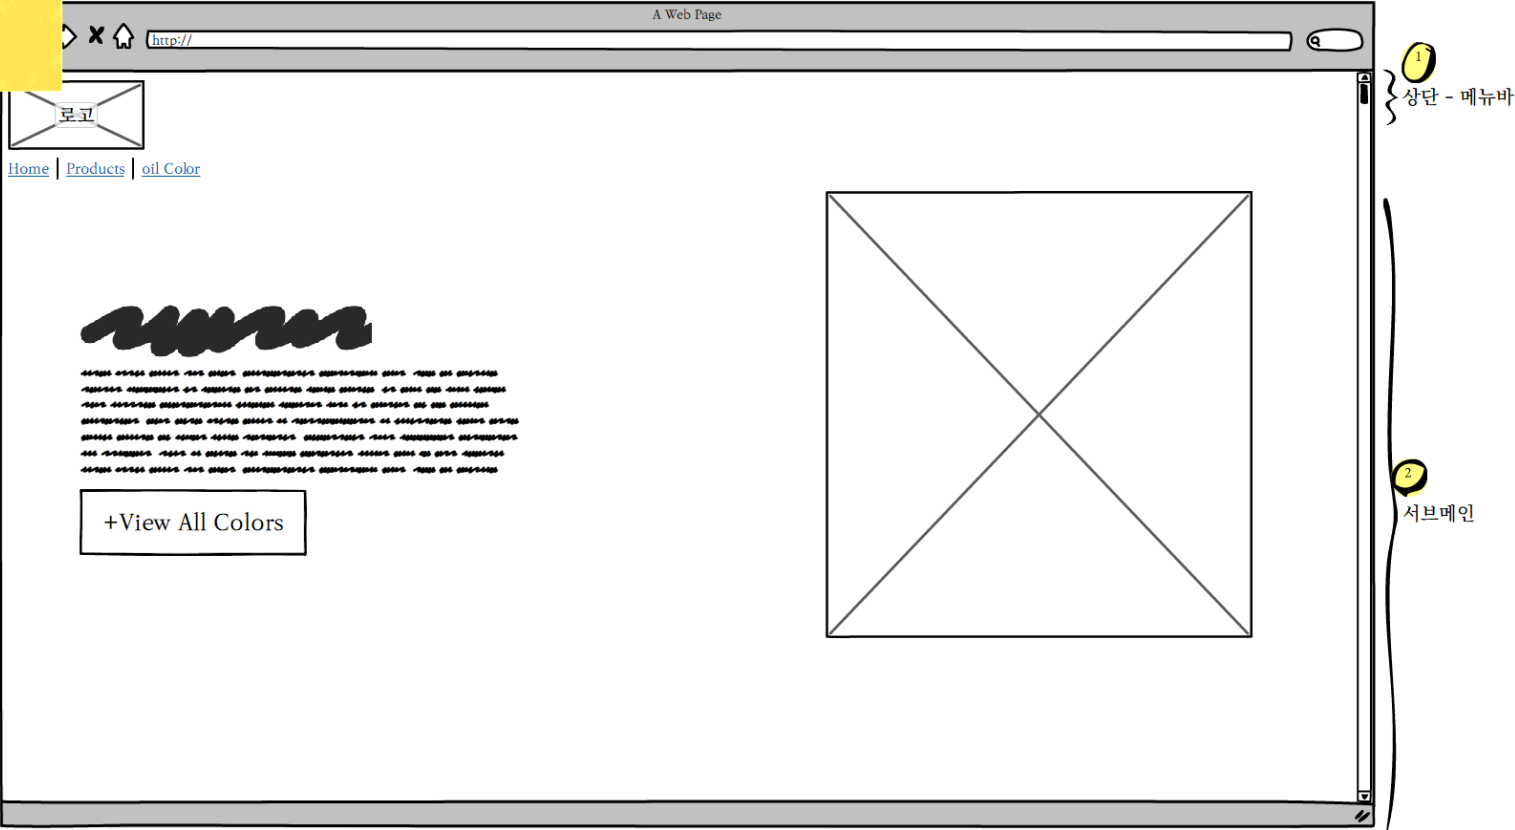 A Web Page
http://
1
상단 - 메뉴바
로고
Home | Products | oil Color
+View All Colors
2
서브메인